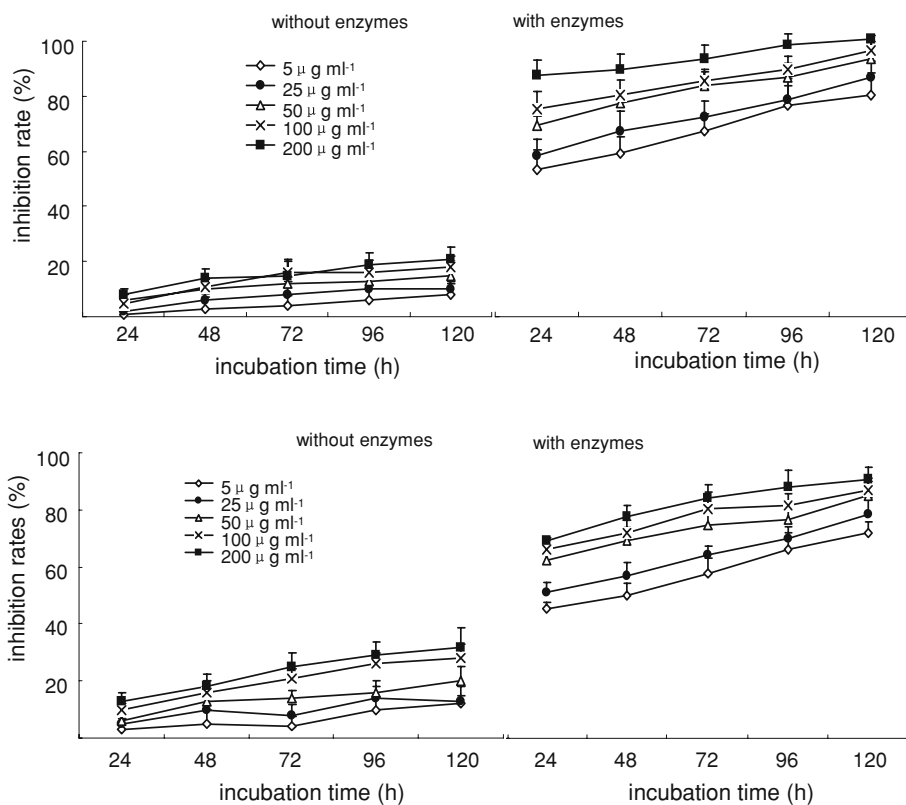 without enzymes
with enzymes
100
80
60
40
20
inhibition rate (%)
5 μ g ml-1
25 μ g ml-1
50 μ g ml-1
100 μ g ml-1
200 μ g ml-1
24 48 72 96 120
24 48 72 96 120
incubation time (h)
incubation time (h)
without enzymes
with enzymes
100
80
60
40
20
inhibition rates (%)
5 μ g ml-1
25 μ g ml-1
50 μ g ml-1
100 μ g ml-1
200 μ g ml-1
24 48 72 96 120
24 48 72 96 120
incubation time (h)
incubation time (h)